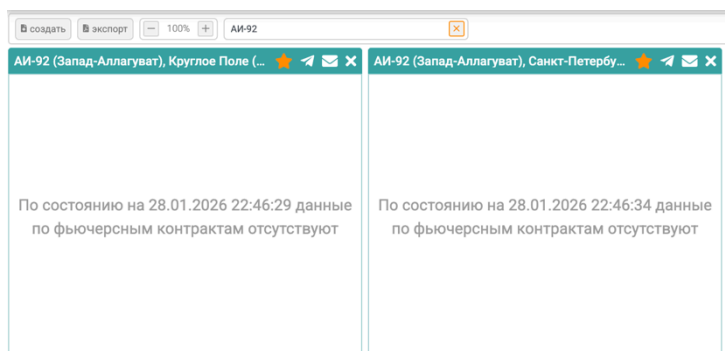 создать экспорт 100% АИ-92
АИ-92 (Запад-Аллагуват), Круглое Поле (...
По состоянию на 28.01.2026 22:46:29 данные
по фьючерсным контрактам отсутствуют
АИ-92 (Запад-Аллагуват), Санкт-Петербу...
По состоянию на 28.01.2026 22:46:34 данные
по фьючерсным контрактам отсутствуют